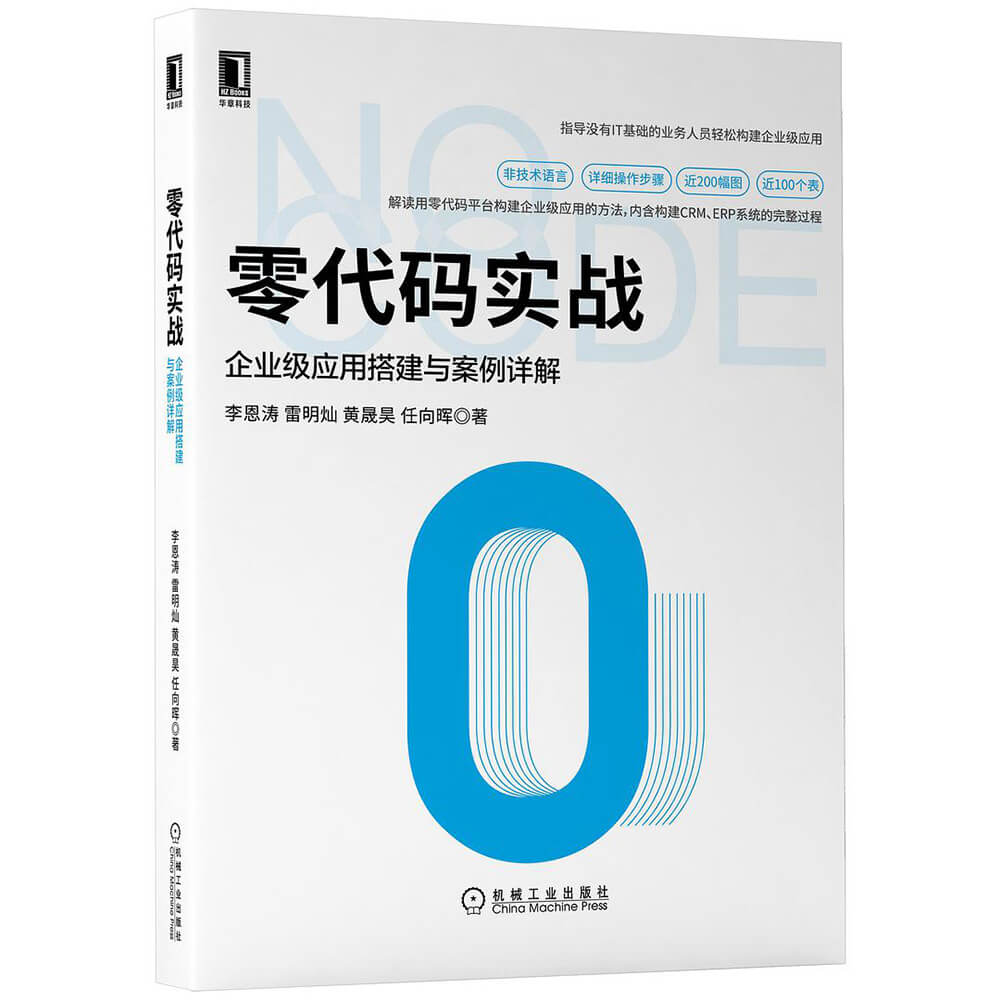 HZ BOOKS
华章科技
零代码实战
企业级应用搭建
与案例详解
李恩涛 雷明灿 黄晟昊 任向晖◎著
机械工业出版社
China Machine Press
HZ BOOKS
华章科技
NO
CODE
指导没有IT基础的业务人员轻松构建企业级应用
非技术语言 详细操作步骤 近200幅图 近100个表
解读用零代码平台构建企业级应用的方法,内含构建CRM、ERP系统的完整过程
零代码实战
企业级应用搭建与案例详解
李恩涛 雷明灿 黄晟昊 任向晖◎著
机械工业出版社
China Machine Press